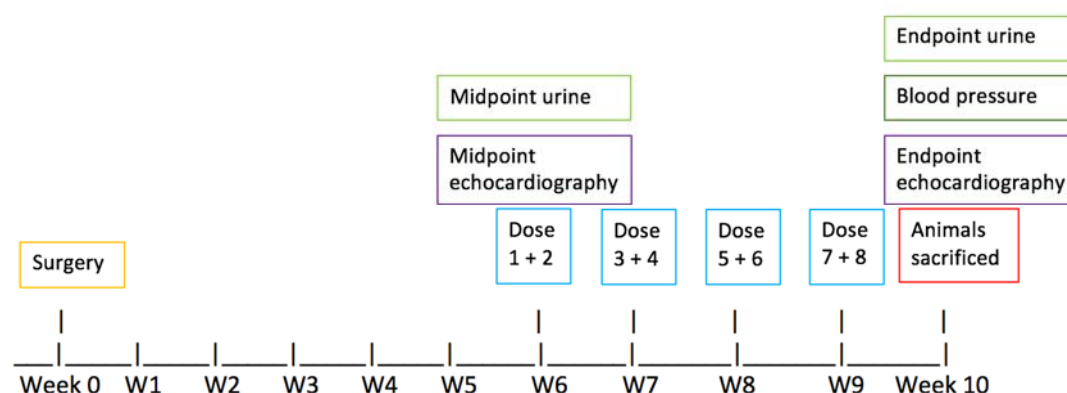 Endpoint urine
Midpoint urine
Blood pressure
Midpoint
echocardiography
Endpoint
echocardiography
Surgery
Dose
1 + 2
Dose
3 + 4
Dose
5 + 6
Dose
7 + 8
Animals
sacrificed
Week 0 W1 W2 W3 W4 W5 W6 W7 W8 W9 Week 10